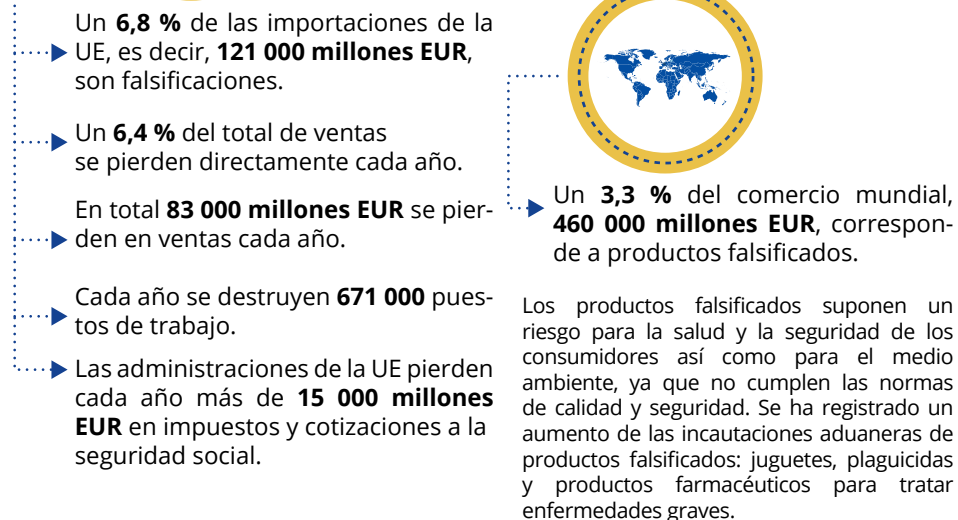 Un 6,8 % de las importaciones de la
UE, es decir, 121 000 millones EUR,
son falsificaciones.
Un 6,4 % del total de ventas
se pierden directamente cada año.
En total 83 000 millones EUR se pier-
den en ventas cada año.
Cada año se destruyen 671 000 pues-
tos de trabajo.
Las administraciones de la UE pierden
cada año más de 15 000 millones
EUR en impuestos y cotizaciones a la
seguridad social.
Un 3,3 % del comercio mundial,
460 000 millones EUR, correspon-
de a productos falsificados.
Los productos falsificados suponen un
riesgo para la salud y la seguridad de los
consumidores así como para el medio
ambiente, ya que no cumplen las normas
de calidad y seguridad. Se ha registrado un
aumento de las incautaciones aduaneras de
productos falsificados: juguetes, plaguicidas
y productos farmacéuticos para tratar
enfermedades graves.